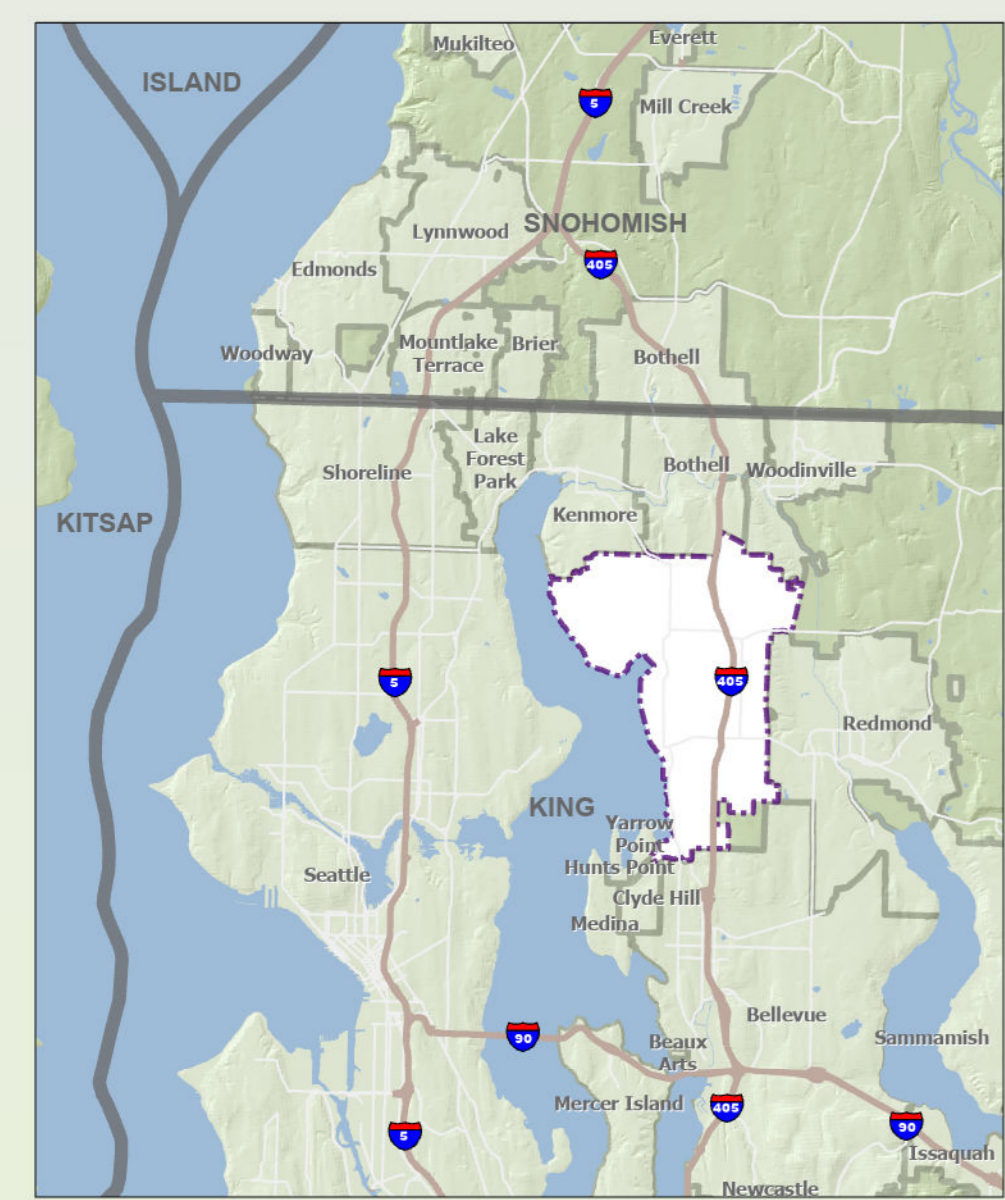 Mukilteo
Everett
ISLAND
5
Mill Creek
Lynnwood
SNOHOMISH
405
Edmonds
Woodway
Mountlake
Terrace
Brier
Bothell
Lake
Forest
Park
Shoreline
Bothell
Woodinville
KITSAP
Kenmore
5
405
Redmond
KING
Yarrow
Point
Hunts Point
Seattle
Clyde Hill
Medina
Bellevue
90
Beaux
Arts
Sammamish
Mercer Island
405
90
5
Issaquah
Newcastle